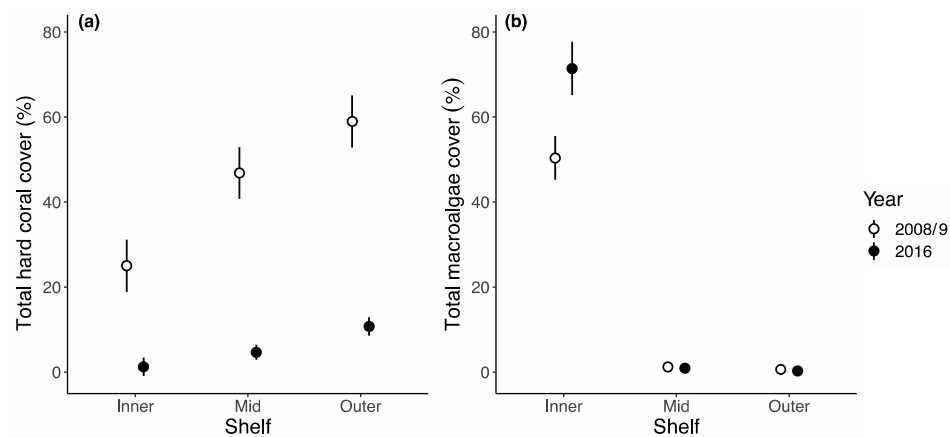 (a)
Total hard coral cover (%)
80
60
40
20
0
Inner Mid Outer
Shelf
(b)
Total macroalgae cover (%)
80
60
40
20
0
Inner Mid Outer
Shelf
Year
2008/9
2016